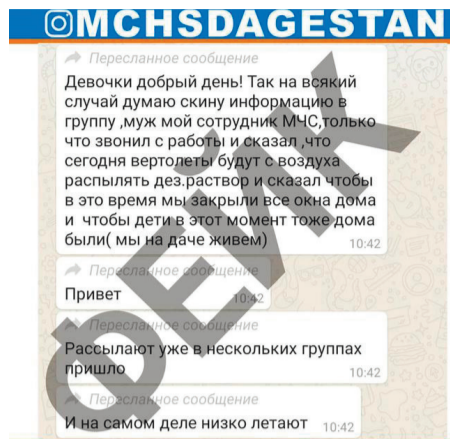 MCHSDAGESTAN
Пересланное сообщение
Девочки добрый день! Так на всякий
случай думаю скину информацию в
группу ,муж мой сотрудник МЧС,только
что звонил с работы и сказал ,что
сегодня вертолеты будут с воздуха
распылять дез.раствор и сказал чтобы
в это время мы закрыли все окна дома
и чтобы дети в этот момент тоже дома
были( мы на даче живем)
10:42
Пересланное сообщение
Привет
10:42
Пересланное сообщение
Рассылают уже в нескольких группах
пришло
10:42
Пересланное сообщение
И на самом деле низко летают
10:42
ФЕЙК